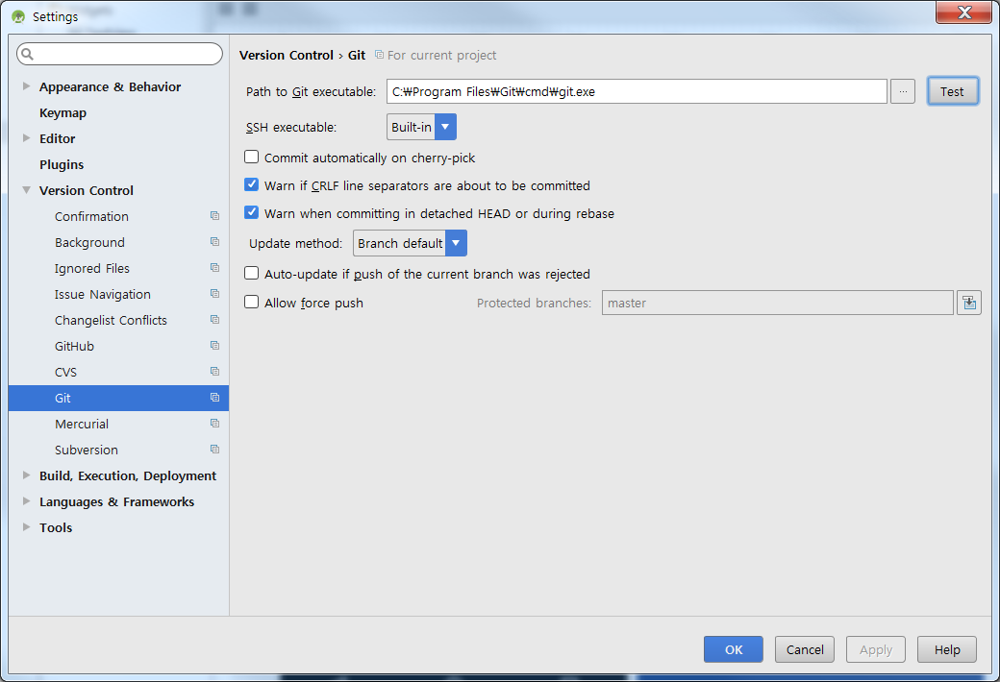 Settings
Version Control › Git For current project
Appearance & Behavior
Keymap
Editor
Plugins
Version Control
Confirmation
Background
Ignored Files
Issue Navigation
Changelist Conflicts
GitHub
CVS
Git
Mercurial
Subversion
Build, Execution, Deployment
Languages & Frameworks
Tools
Path to Git executable: C:₩Program Files₩Git₩cmd₩git.exe ... Test
SSH executable: Built-in
Commit automatically on cherry-pick
Warn if CRLF line separators are about to be committed
Warn when committing in detached HEAD or during rebase
Update method: Branch default
Auto-update if push of the current branch was rejected
Allow force push Protected branches: master
OK Cancel Apply Help